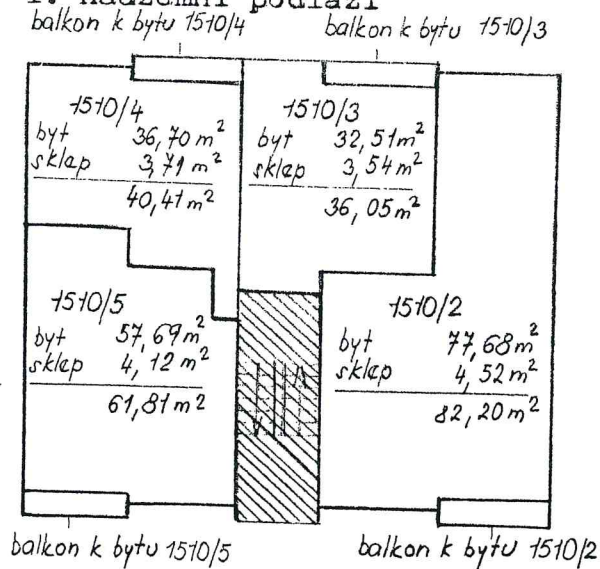 1. Nadzemní podlaží
balkon k bytu 1510/4
balkon k bytu 1510/3
1510/4
byt 36,70 m²
sklep 3,71 m²
40,41 m²
1510/3
byt 32,51 m²
sklep 3,54 m²
36,05 m²
1510/5
byt 57,69 m²
sklep 4,12 m²
61,81 m²
1510/2
byt 77,68 m²
sklep 4,52 m²
82,20 m²
balkon k bytu 1510/5
balkon k bytu 1510/2